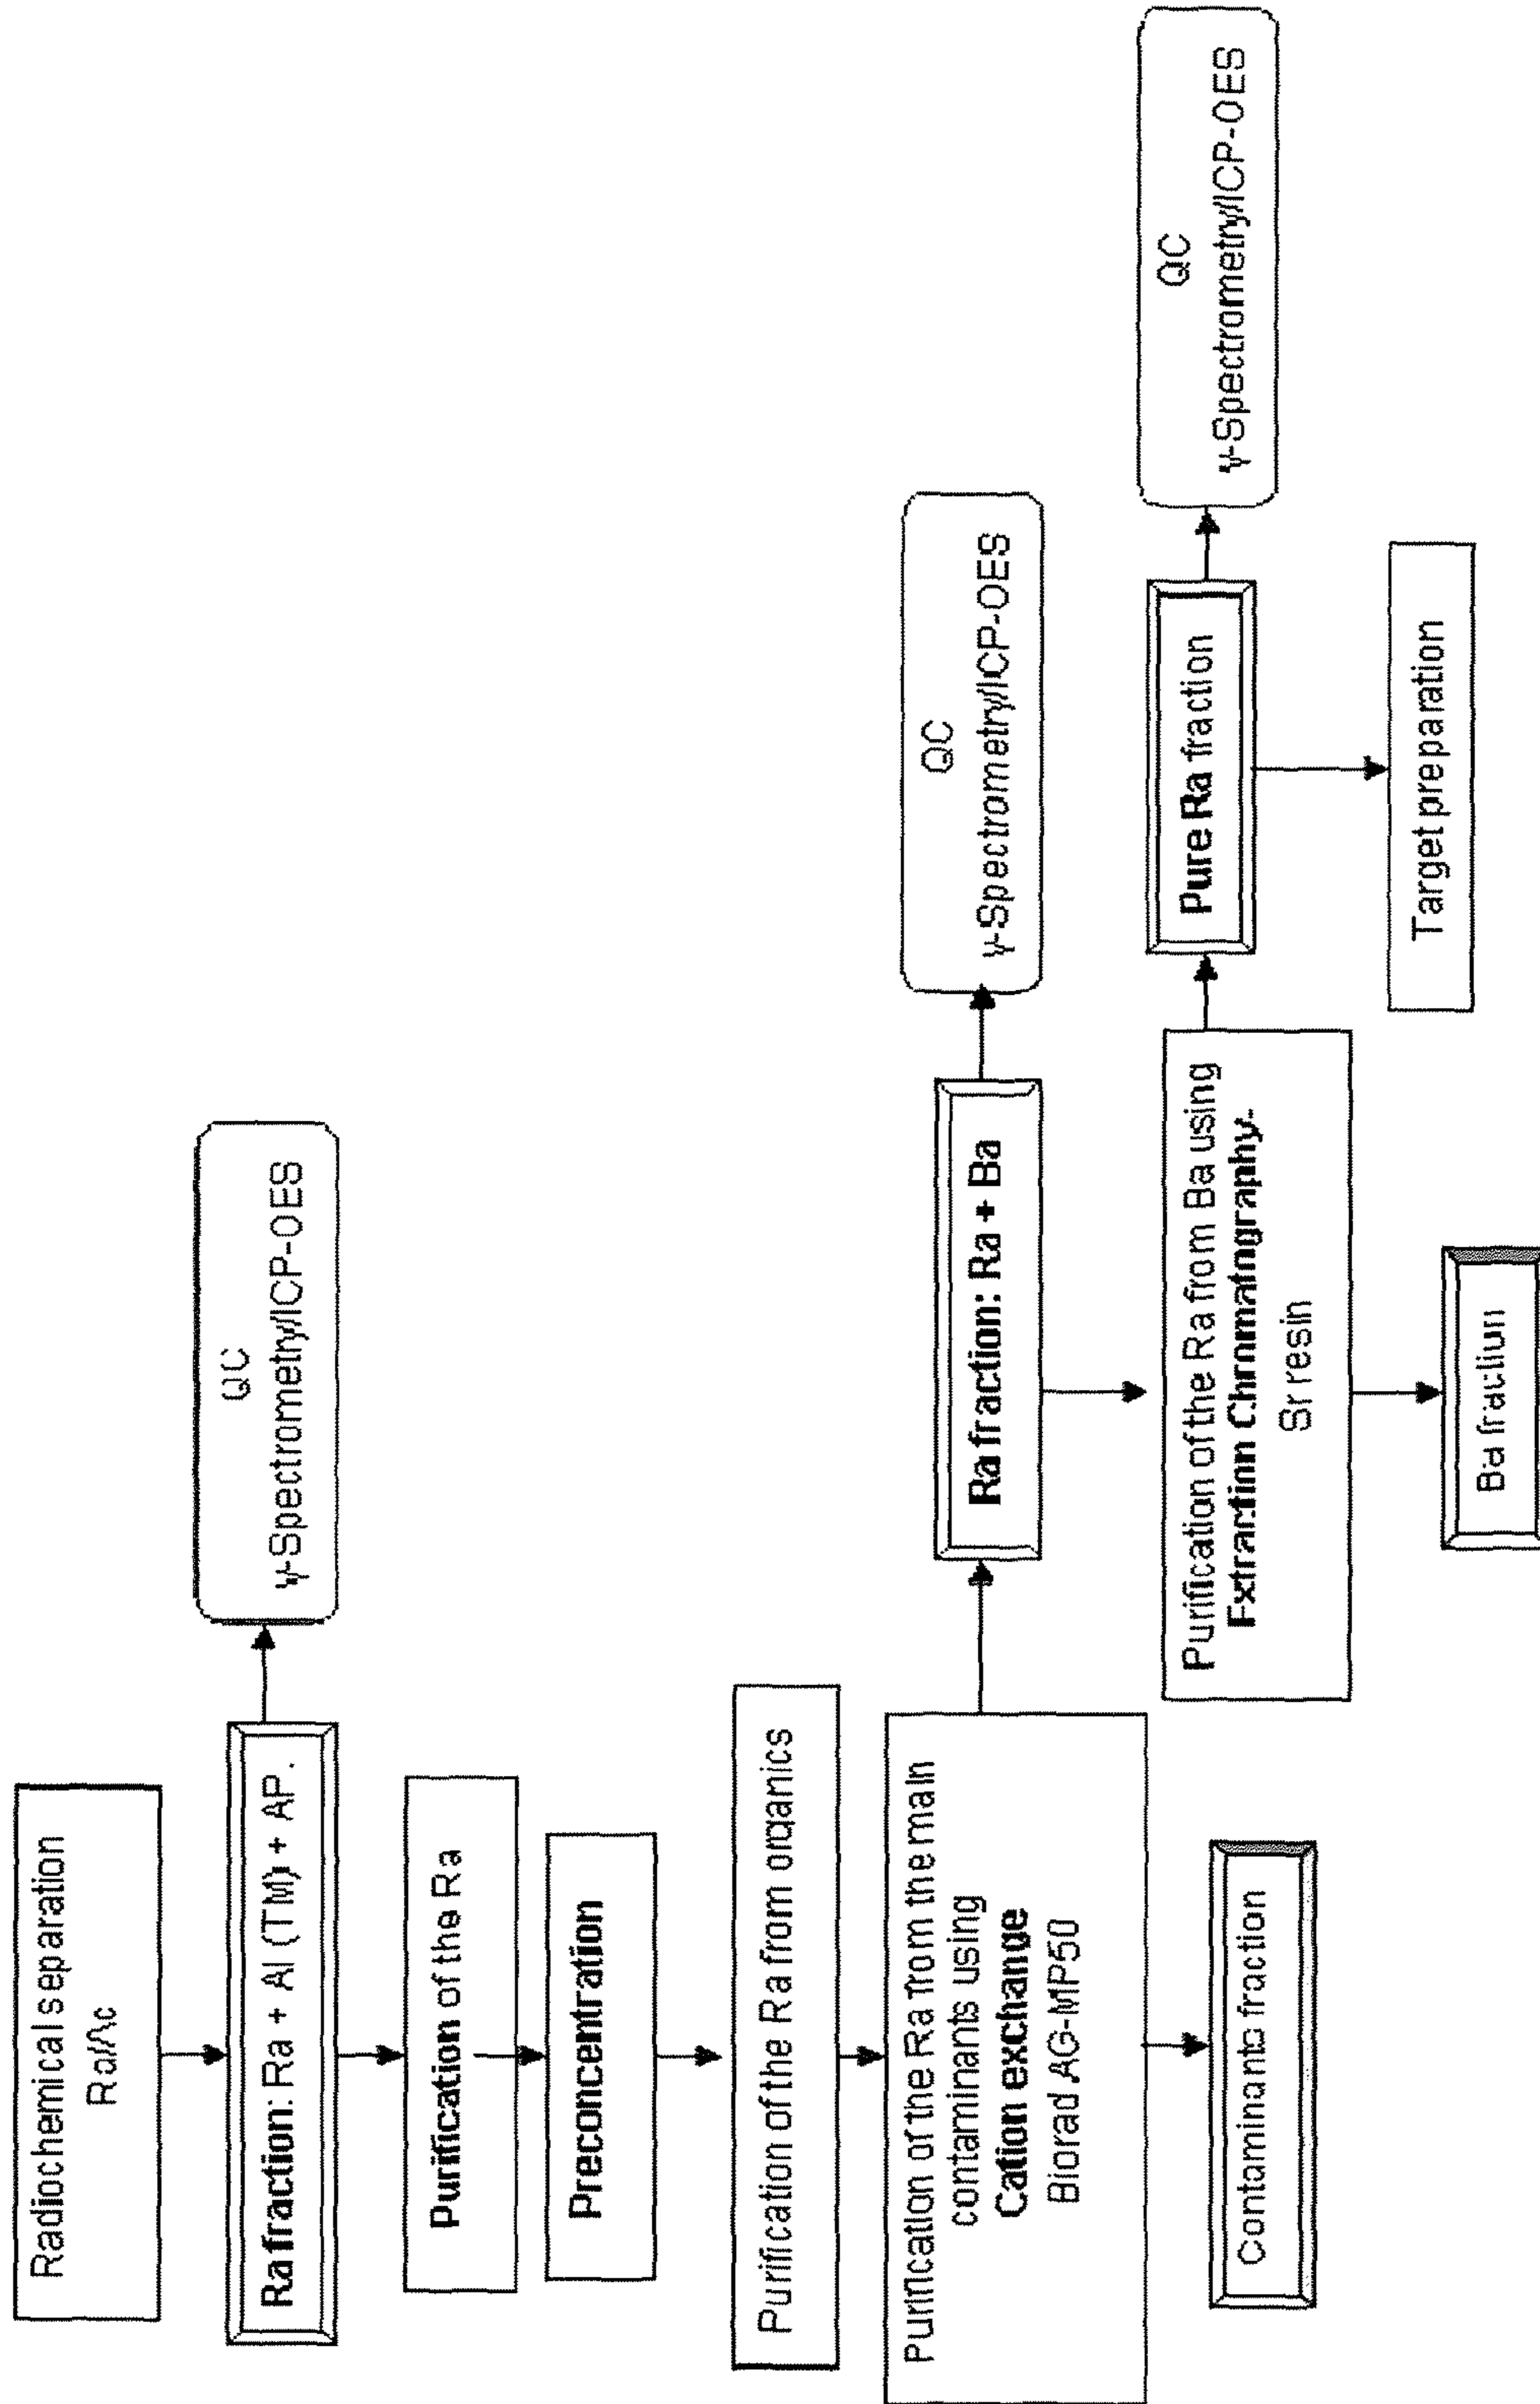 Radiochemical separation
Ra/Ac
Ra fraction: Ra + Al (TM) + AP.
QC
γ-Spectrometry/ICP-OES
Purification of the Ra
Preconcentration
Purification of the Ra from organics
Purification of the Ra from the main
contaminants using
Cation exchange
Biorad AG-MP50
Contaminants fraction
Ra fraction: Ra + Ba
QC
γ-Spectrometry/ICP-OES
Purification of the Ra from Ba using
Extraction Chromatography-
Sr resin
Ba fraction
Pure Ra fraction
QC
γ-Spectrometry/ICP-OES
Target preparation